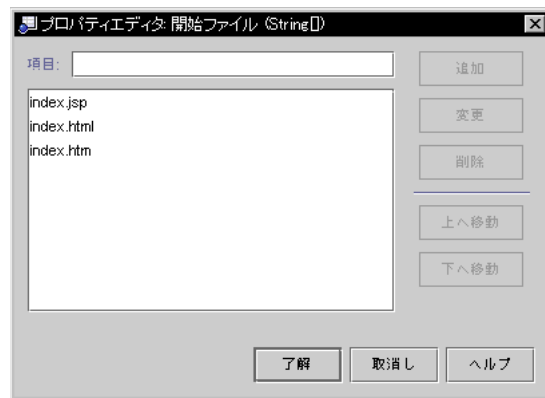 プロパティエディタ: 開始ファイル (String[])
項目:
追加
index.jsp
index.html
index.htm
変更
削除
上へ移動
下へ移動
了解
取消し
ヘルプ